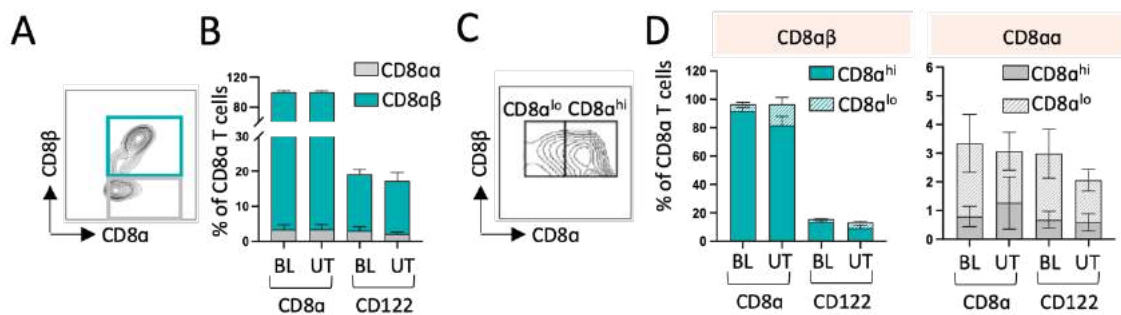 A
CD8β
CD8α
B
% of CD8α T cells
120
100
80
30
20
10
0
CD8αα
CD8αβ
BL UT BL UT
CD8α CD122
C
CD8β
CD8α^lo CD8α^hi
CD8α
D
CD8αβ
% of CD8α T cells
120
100
80
60
40
20
0
CD8α^hi
CD8α^lo
BL UT BL UT
CD8α CD122
CD8αα
6
5
4
3
2
1
0
CD8α^hi
CD8α^lo
BL UT BL UT
CD8α CD122